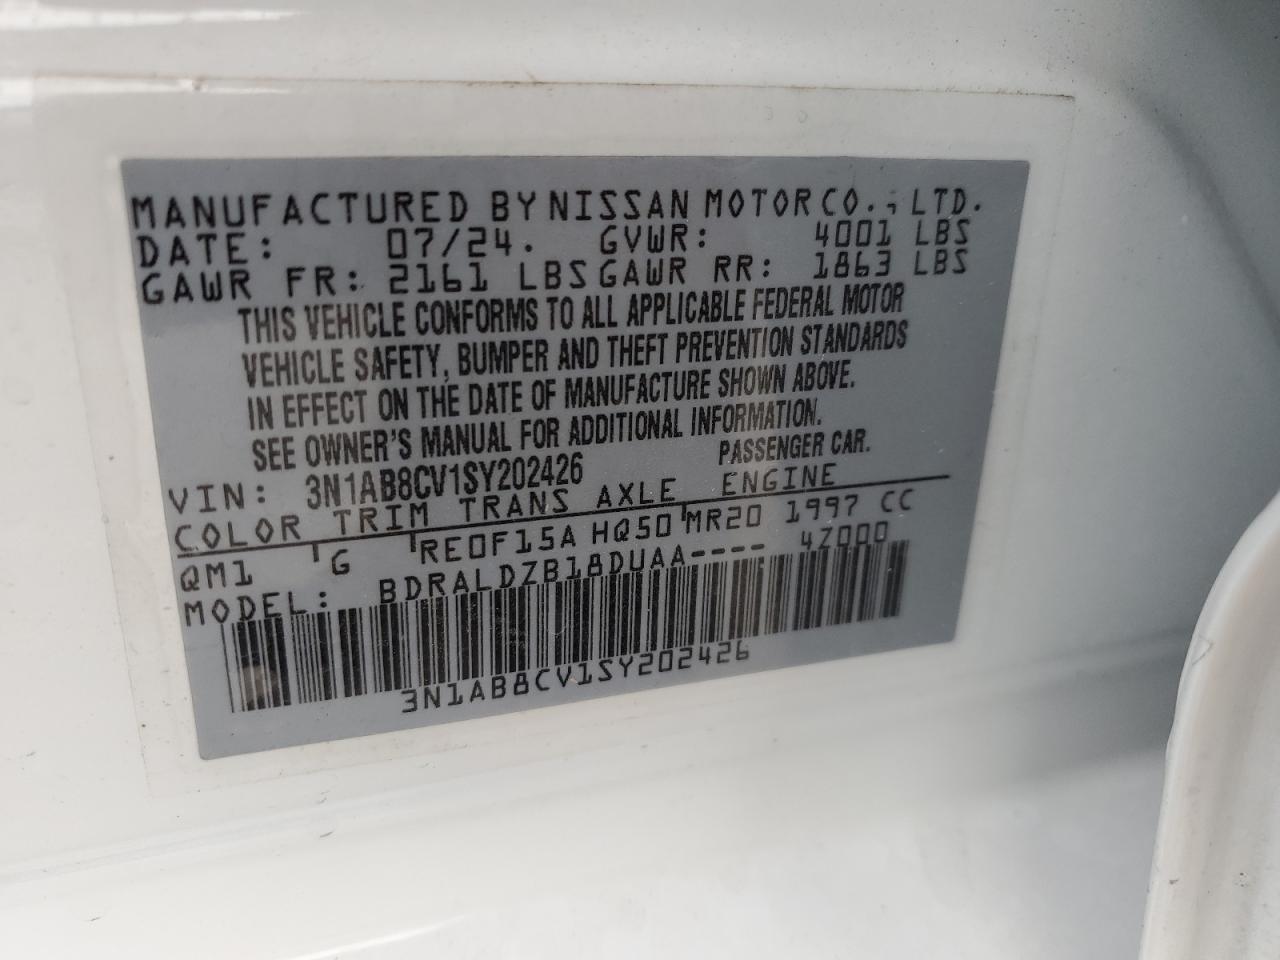 MANUFACTURED BY NISSAN MOTOR CO., LTD.
DATE: 07/24. GVWR: 4001 LBS
GAWR FR: 2161 LBS GAWR RR: 1863 LBS
THIS VEHICLE CONFORMS TO ALL APPLICABLE FEDERAL MOTOR
VEHICLE SAFETY, BUMPER AND THEFT PREVENTION STANDARDS
IN EFFECT ON THE DATE OF MANUFACTURE SHOWN ABOVE.
SEE OWNER'S MANUAL FOR ADDITIONAL INFORMATION.
VIN: 3N1AB8CV1SY202426 PASSENGER CAR.
COLOR TRIM TRANS AXLE ENGINE
QM1 G RE0F15A HQ50 MR20 1997 CC
MODEL: BDRALDZB18DUAA---- 4Z000
3N1AB8CV1SY202426